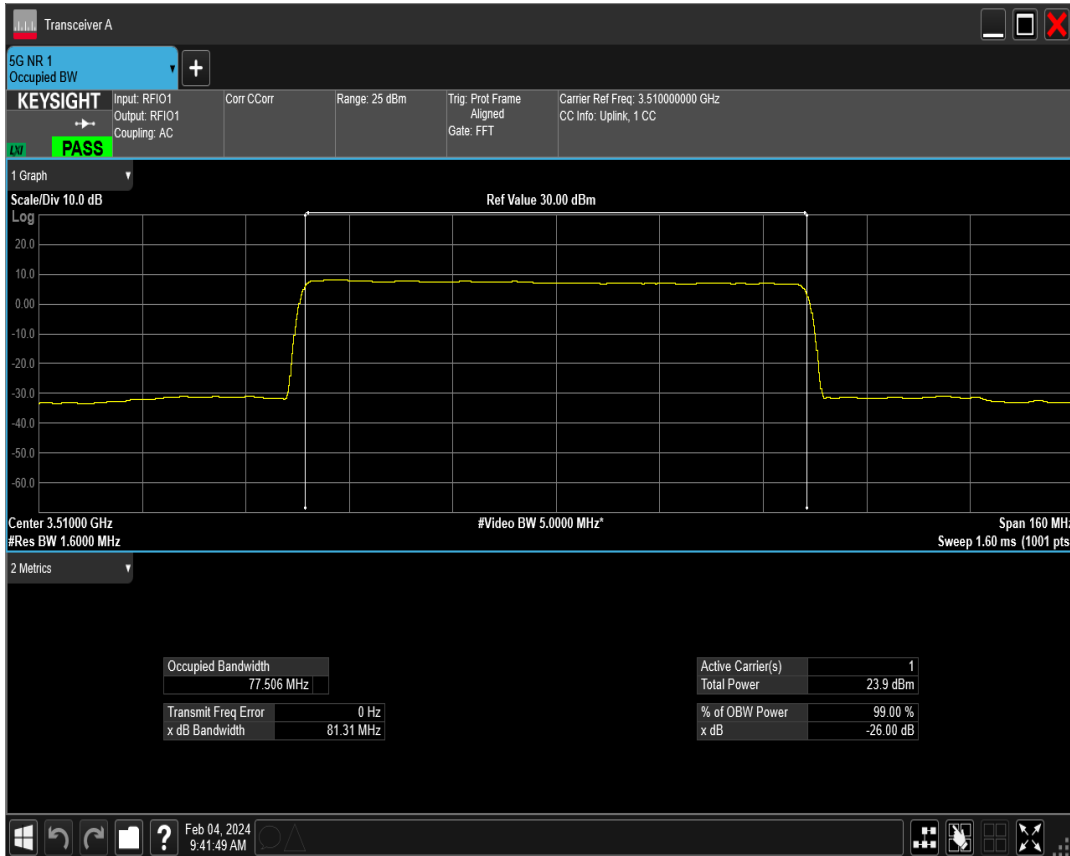 Transceiver A
5G NR 1
Occupied BW
KEYSIGHT
LXI
PASS
Input: RFIO1
Output: RFIO1
Coupling: AC
Corr CCorr
Range: 25 dBm
Trig: Prot Frame
Aligned
Gate: FFT
Carrier Ref Freq: 3.510000000 GHz
CC Info: Uplink, 1 CC
1 Graph
Scale/Div 10.0 dB
Ref Value 30.00 dBm
Log
20.0
10.0
0.00
-10.0
-20.0
-30.0
-40.0
-50.0
-60.0
Center 3.51000 GHz
#Video BW 5.0000 MHz*
Span 160 MHz
#Res BW 1.6000 MHz
Sweep 1.60 ms (1001 pts
2 Metrics
Occupied Bandwidth
77.506 MHz
Transmit Freq Error 0 Hz
x dB Bandwidth 81.31 MHz
Active Carrier(s) 1
Total Power 23.9 dBm
% of OBW Power 99.00 %
x dB -26.00 dB
?
Feb 04, 2024
9:41:49 AM